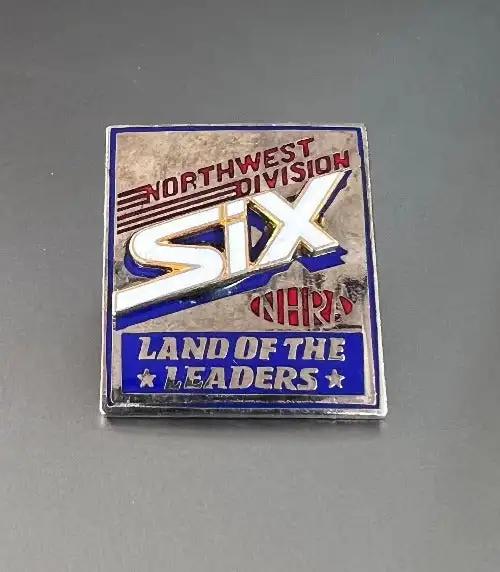 NORTHWEST
DIVISION
SiX
NHRA
LAND OF THE
LEADERS